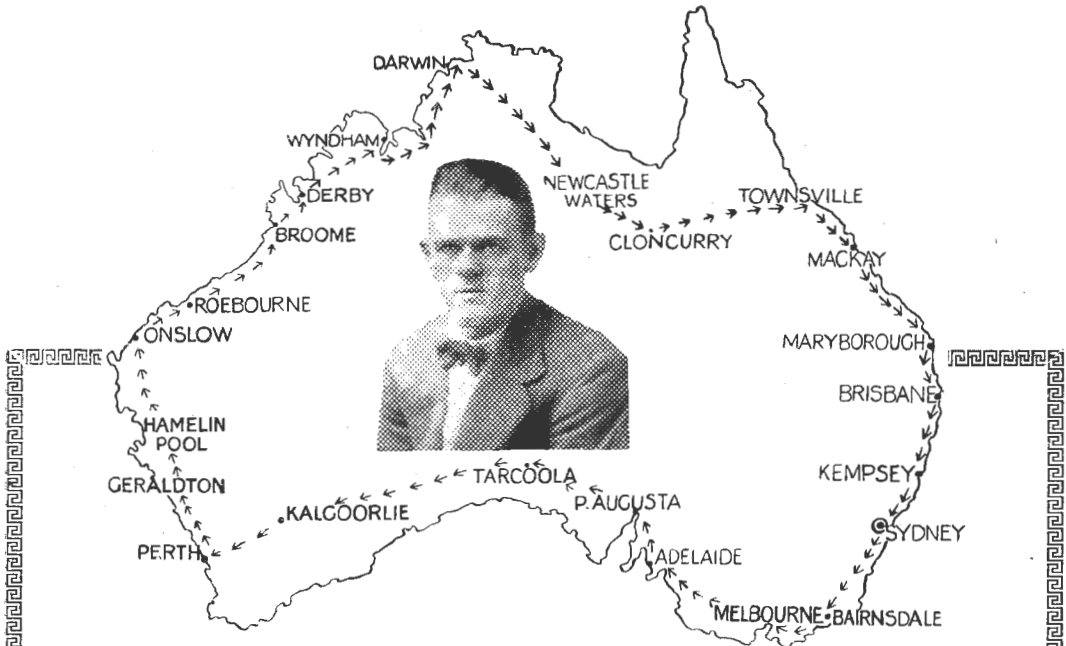 DARWIN
WYNDHAM
NEWCASTLE
WATERS
TOWNSVILLE
DERBY
BROOME
CLONCURRY
MACKAY
ROEBOURNE
ONSLOW
MARYBOROUGH
BRISBANE
HAMELIN
POOL
KEMPSEY
TARCOOLA
GERALDTON
P. AUGUSTA
KALGOORLIE
SYDNEY
PERTH
ADELAIDE
MELBOURNE
BAIRNSDALE